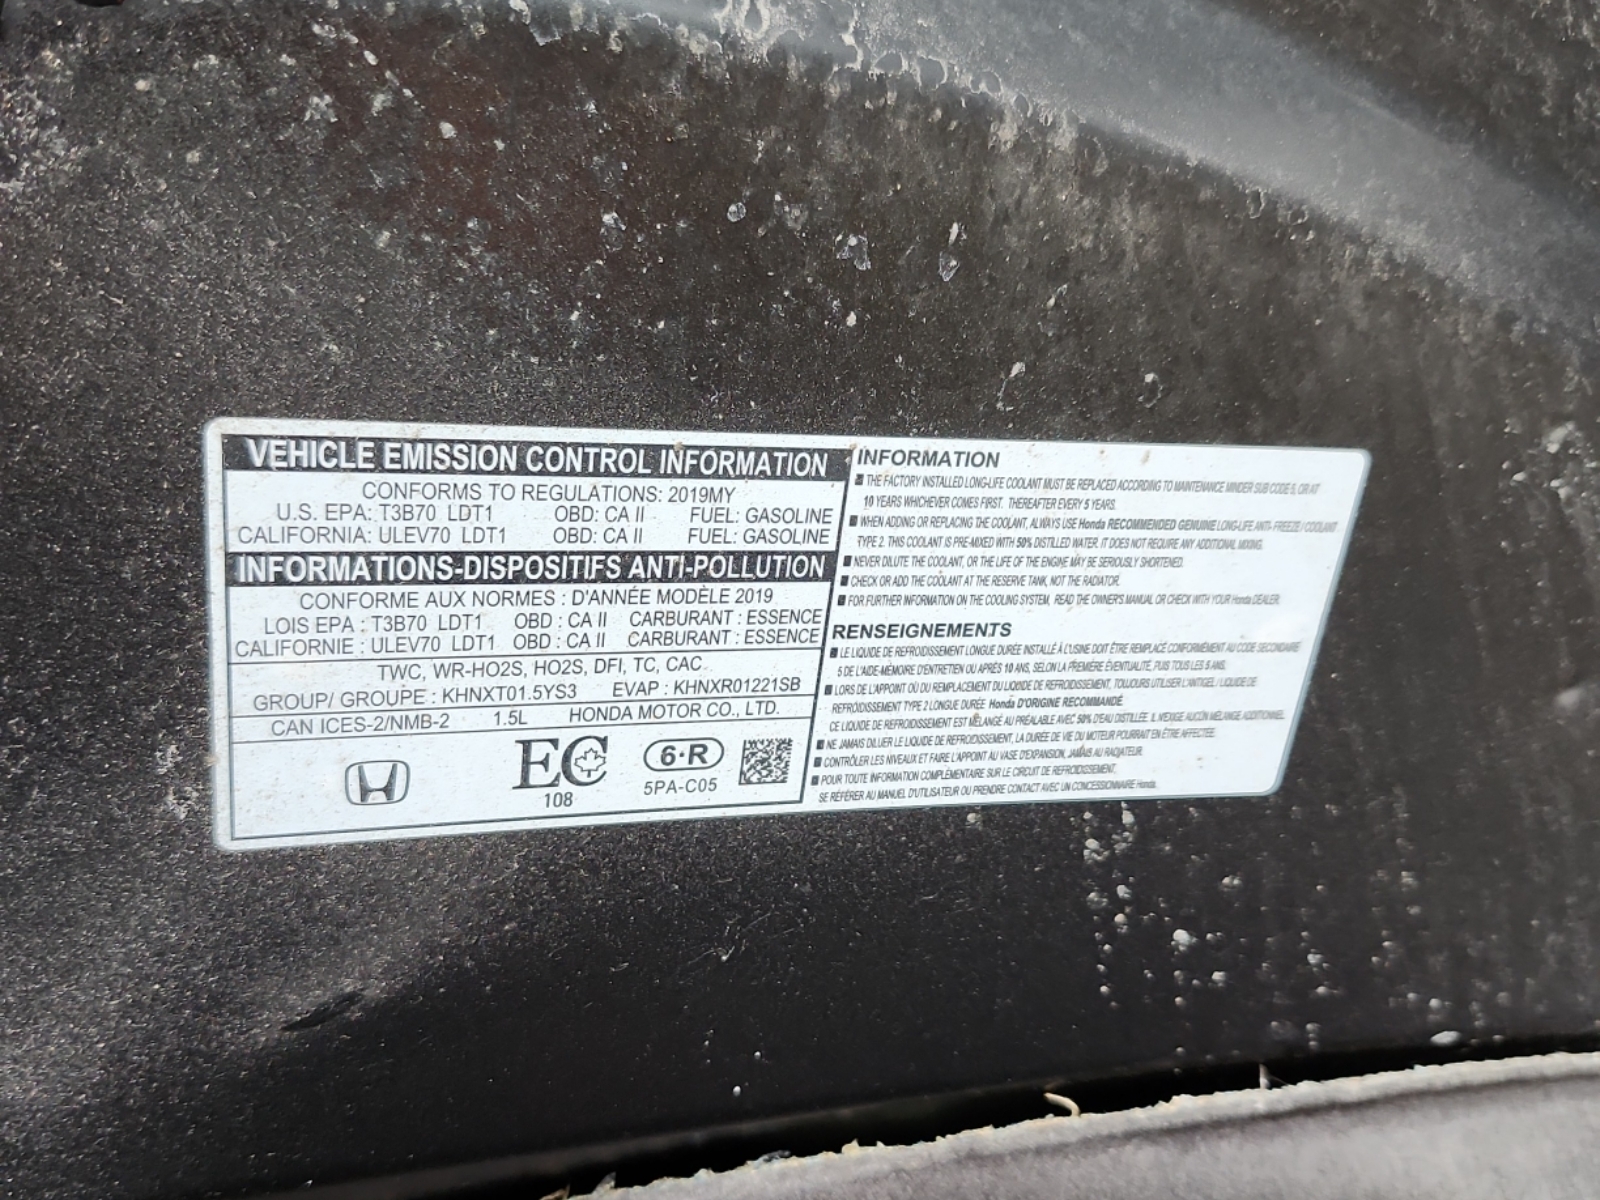 VEHICLE EMISSION CONTROL INFORMATION
CONFORMS TO REGULATIONS: 2019MY
U.S. EPA: T3B70 LDT1 OBD: CA II FUEL: GASOLINE
CALIFORNIA: ULEV70 LDT1 OBD: CA II FUEL: GASOLINE
INFORMATIONS-DISPOSITIFS ANTI-POLLUTION
CONFORME AUX NORMES : D'ANNÉE MODÈLE 2019
LOIS EPA : T3B70 LDT1 OBD : CA II CARBURANT : ESSENCE
CALIFORNIE : ULEV70 LDT1 OBD : CA II CARBURANT : ESSENCE
TWC, WR-HO2S, HO2S, DFI, TC, CAC
GROUP/ GROUPE : KHNXT01.5YS3 EVAP : KHNXR01221SB
CAN ICES-2/NMB-2 1.5L HONDA MOTOR CO., LTD.
EC
108
6·R
5PA-C05
INFORMATION
■ THE FACTORY INSTALLED LONG-LIFE COOLANT MUST BE REPLACED ACCORDING TO MAINTENANCE MINDER SUB CODE 5, OR AT
10 YEARS WHICHEVER COMES FIRST. THEREAFTER EVERY 5 YEARS.
■ WHEN ADDING OR REPLACING THE COOLANT, ALWAYS USE Honda RECOMMENDED GENUINE LONG-LIFE ANTI-FREEZE / COOLANT
TYPE 2. THIS COOLANT IS PRE-MIXED WITH 50% DISTILLED WATER. IT DOES NOT REQUIRE ANY ADDITIONAL MIXING.
■ NEVER DILUTE THE COOLANT, OR THE LIFE OF THE ENGINE MAY BE SERIOUSLY SHORTENED.
■ CHECK OR ADD THE COOLANT AT THE RESERVE TANK, NOT THE RADIATOR.
■ FOR FURTHER INFORMATION ON THE COOLING SYSTEM, READ THE OWNER'S MANUAL OR CHECK WITH YOUR Honda DEALER.
RENSEIGNEMENTS
■ LE LIQUIDE DE REFROIDISSEMENT LONGUE DURÉE INSTALLÉ À L'USINE DOIT ÊTRE REMPLACÉ CONFORMÉMENT AU CODE SECONDAIRE
5 DE L'AIDE-MÉMOIRE D'ENTRETIEN OU APRÈS 10 ANS, SELON LA PREMIÈRE ÉVENTUALITÉ, PUIS TOUS LES 5 ANS.
■ LORS DE L'APPOINT OU DU REMPLACEMENT DU LIQUIDE DE REFROIDISSEMENT, TOUJOURS UTILISER L'ANTIGEL / LIQUIDE DE
REFROIDISSEMENT TYPE 2 LONGUE DURÉE Honda D'ORIGINE RECOMMANDÉ.
CE LIQUIDE DE REFROIDISSEMENT EST MÉLANGÉ AU PRÉALABLE AVEC 50% D'EAU DISTILLÉE. IL N'EXIGE AUCUN MÉLANGE ADDITIONNEL.
■ NE JAMAIS DILUER LE LIQUIDE DE REFROIDISSEMENT, LA DURÉE DE VIE DU MOTEUR POURRAIT EN ÊTRE AFFECTÉE.
■ CONTRÔLER LES NIVEAUX ET FAIRE L'APPOINT AU VASE D'EXPANSION, JAMAIS AU RADIATEUR.
■ POUR TOUTE INFORMATION COMPLÉMENTAIRE SUR LE CIRCUIT DE REFROIDISSEMENT,
SE RÉFÉRER AU MANUEL D'UTILISATEUR OU PRENDRE CONTACT AVEC UN CONCESSIONNAIRE Honda.